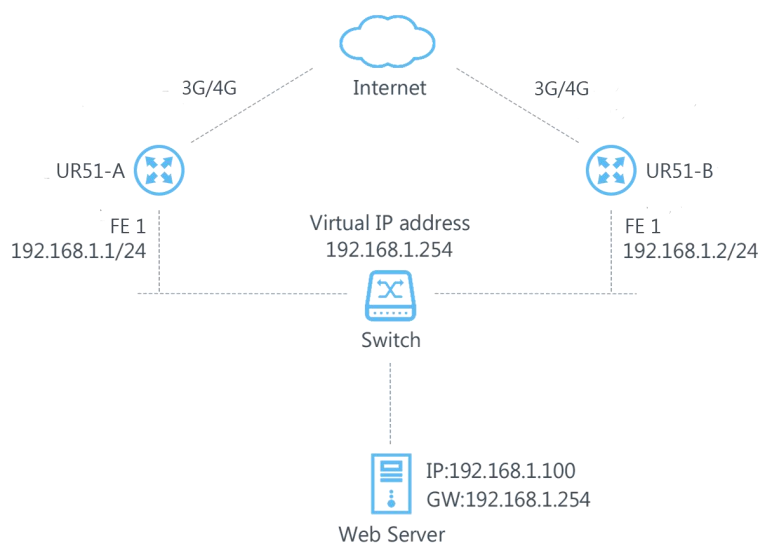 Internet
3G/4G
3G/4G
UR51-A
UR51-B
FE 1
192.168.1.1/24
Virtual IP address
192.168.1.254
FE 1
192.168.1.2/24
Switch
IP:192.168.1.100
GW:192.168.1.254
Web Server